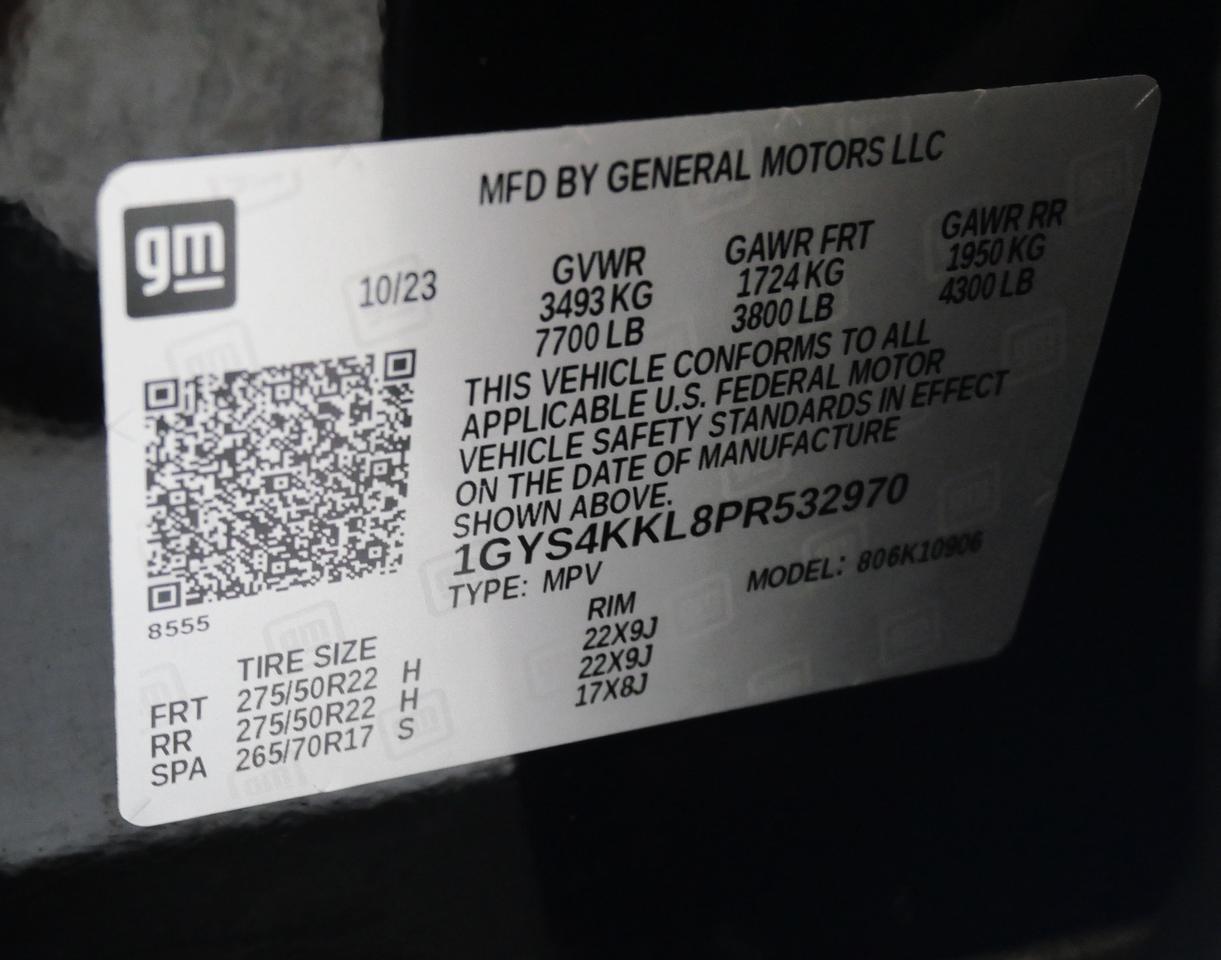 MFD BY GENERAL MOTORS LLC
gm
10/23
GVWR GAWR FRT GAWR RR
3493 KG 1724 KG 1950 KG
7700 LB 3800 LB 4300 LB
THIS VEHICLE CONFORMS TO ALL
APPLICABLE U.S. FEDERAL MOTOR
VEHICLE SAFETY STANDARDS IN EFFECT
ON THE DATE OF MANUFACTURE
SHOWN ABOVE.
1GYS4KKL8PR532970
TYPE: MPV MODEL: 806K10906
8555
TIRE SIZE RIM
FRT 275/50R22 H 22X9J
RR 275/50R22 H 22X9J
SPA 265/70R17 S 17X8J